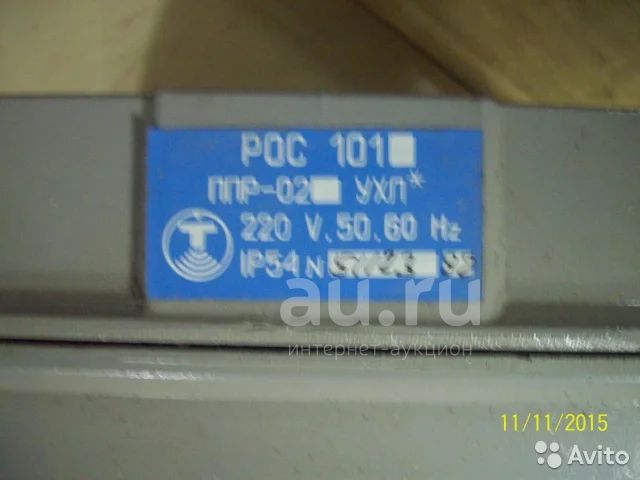 РОС 101
ППР-02 УХЛ*
220 V. 50. 60 Hz
IP54 N
au.ru
интернет-аукцион
11/11/2015
Avito